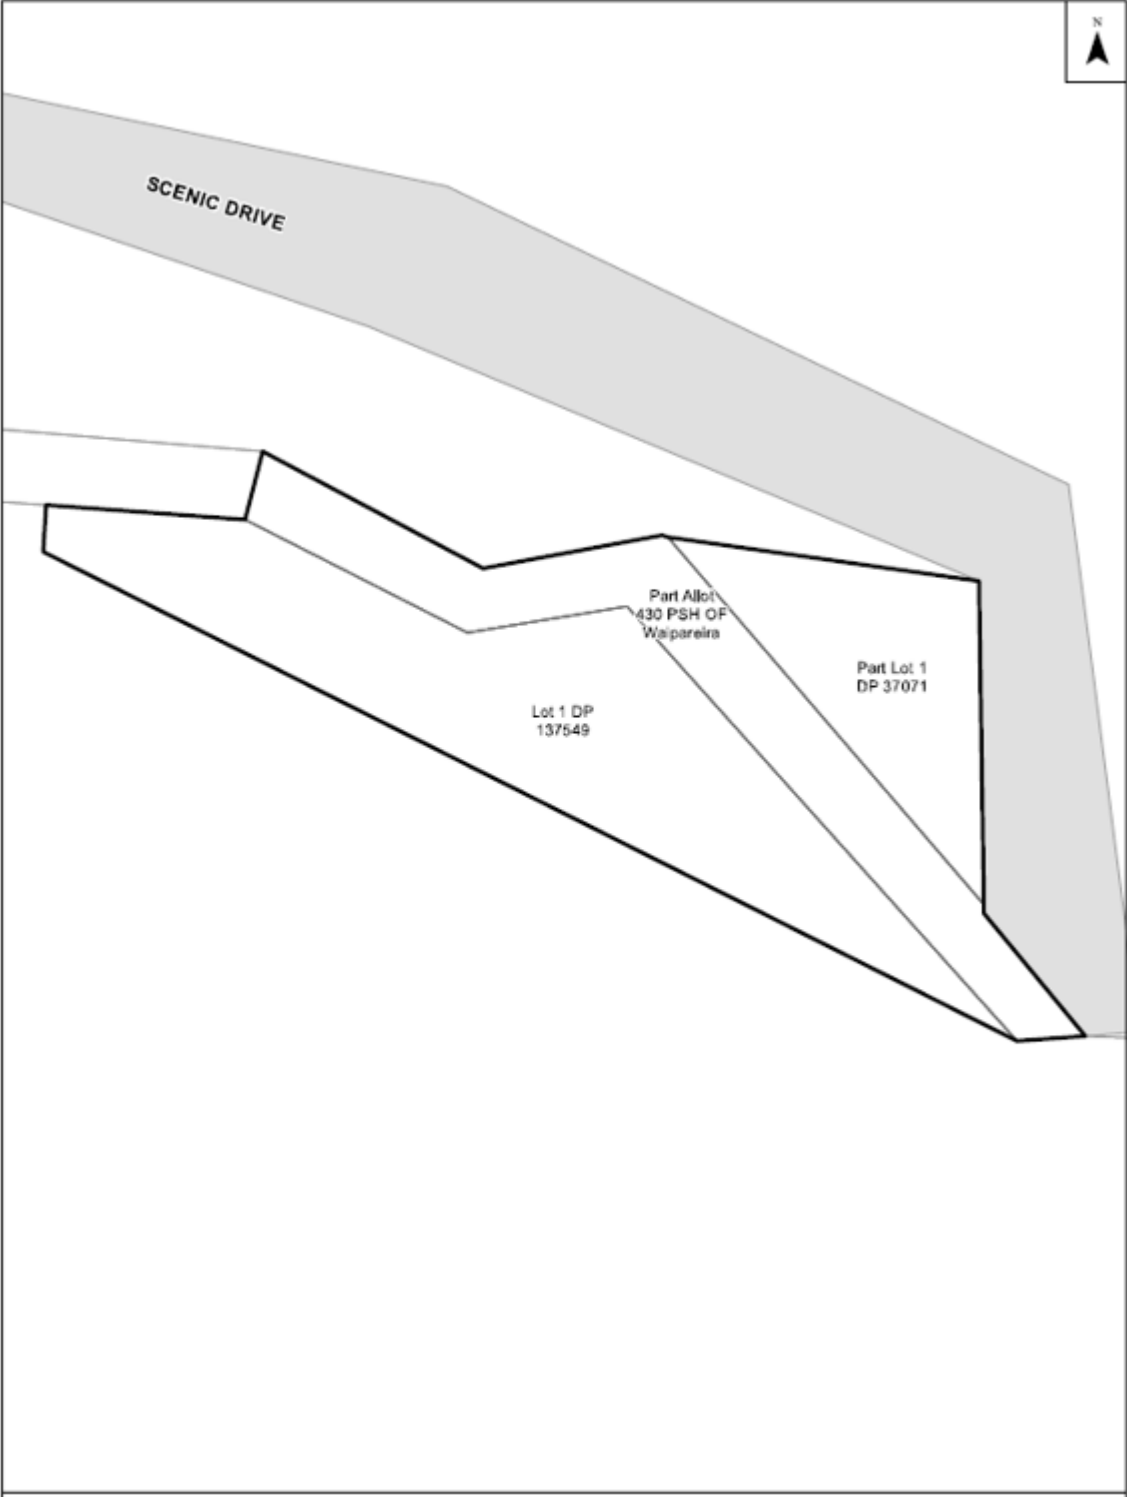 N
SCENIC DRIVE
Part Allot
430 PSH OF
Waipareira
Part Lot 1
DP 37071
Lot 1 DP
137549